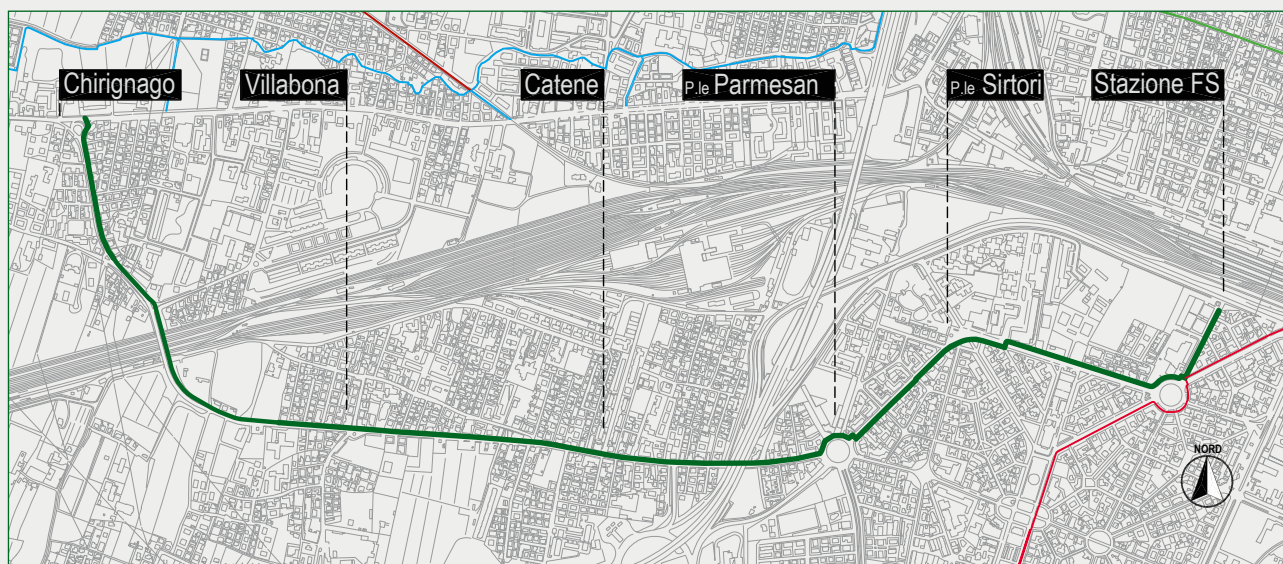 Chirignago
Villabona
Catene
P.le Parmesan
P.le Sirtori
Stazione FS
NORD